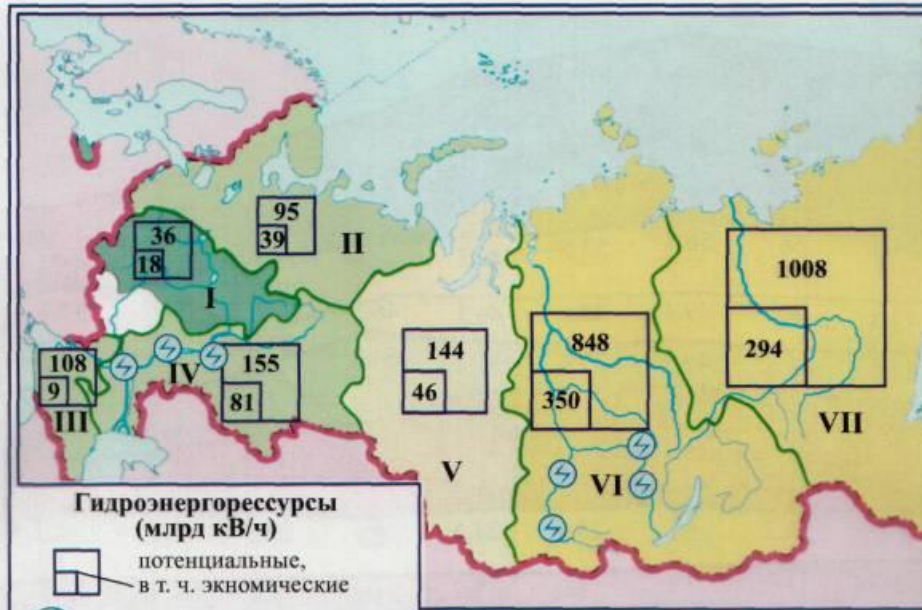 95
39
II
36
18
I
1008
294
VII
848
350
VI
144
46
V
108
9
III
IV
155
81
Гидроэнергорессурсы
(млрд кВ/ч)
потенциальные,
в т. ч. экномические